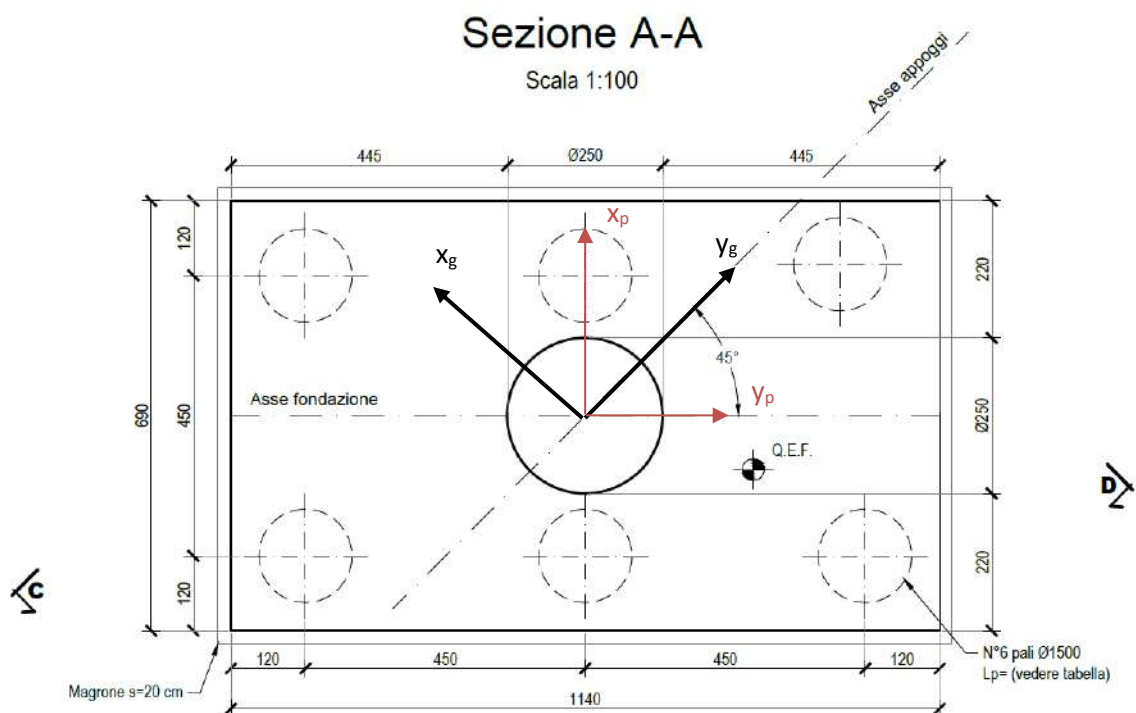 Sezione A-A
Scala 1:100
Asse appoggi
445
Ø250
445
120
xp
xg
yg
220
45°
Asse fondazione
yp
690
450
Ø250
Q.E.F.
D
120
220
C
120
450
450
120
N°6 pali Ø1500
Lp= (vedere tabella)
Magrone s=20 cm
1140